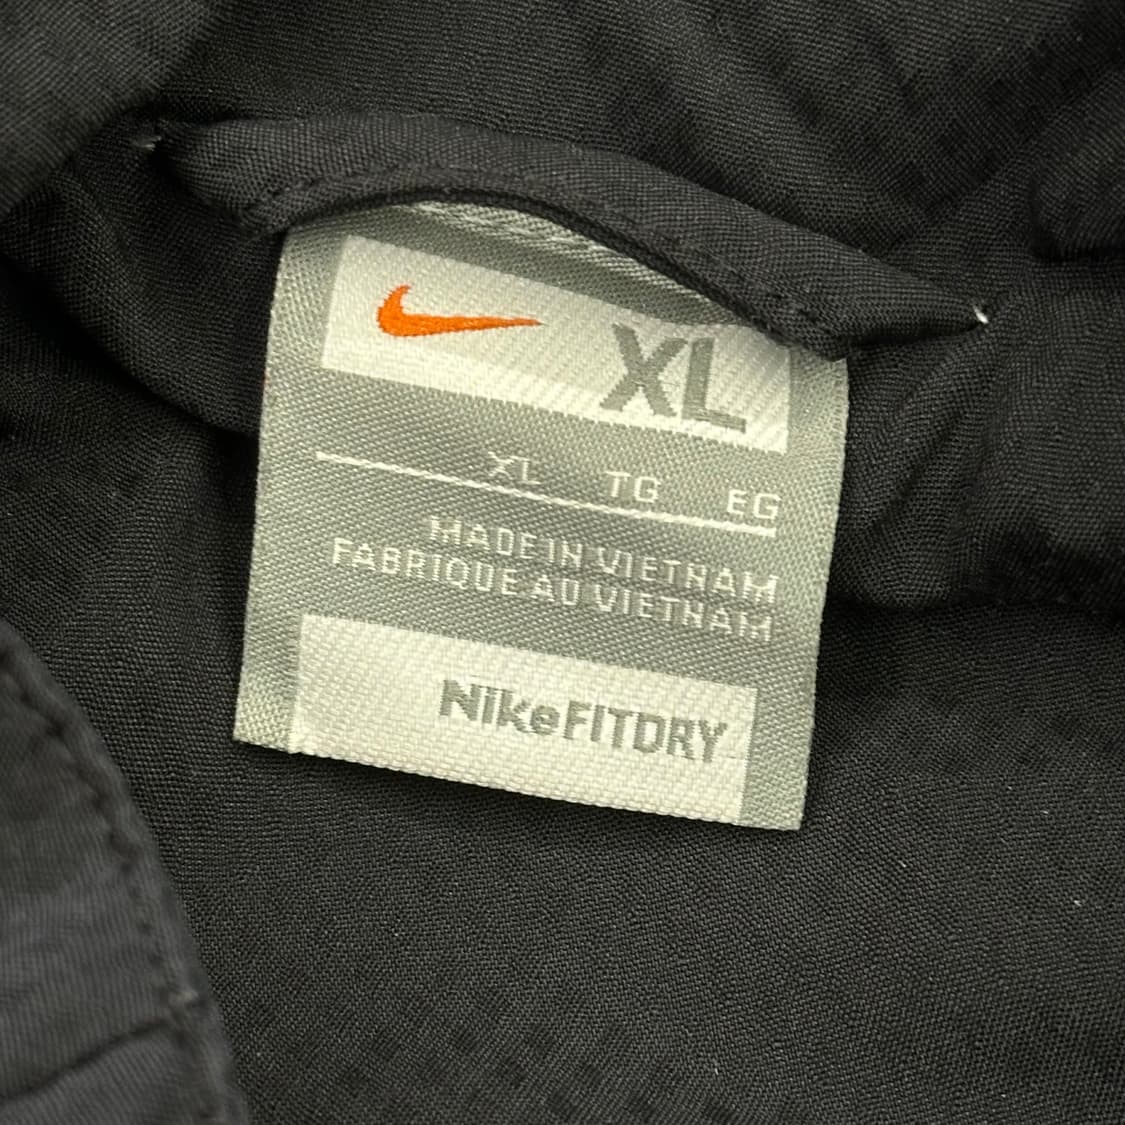 XL
XL TG EG
MADE IN VIETNAM
FABRIQUE AU VIETNAM
NikeFITDRY